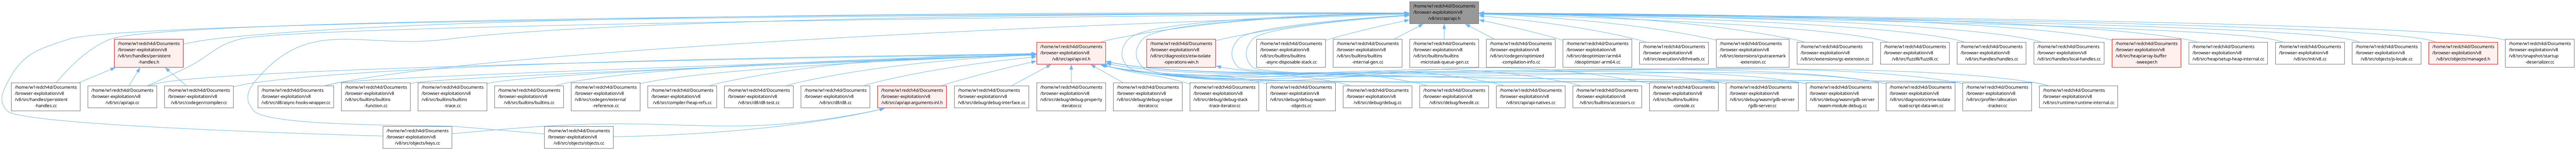 /home/w1redch4d/Documents
/browser-exploitation/v8
/v8/src/api/api.h
/home/w1redch4d/Documents
/browser-exploitation/v8
/v8/src/handles/persistent
-handles.h
/home/w1redch4d/Documents
/browser-exploitation/v8
/v8/src/api/api-inl.h
/home/w1redch4d/Documents
/browser-exploitation/v8
/v8/src/diagnostics/etw-isolate
-operations-win.h
/home/w1redch4d/Documents
/browser-exploitation/v8
/v8/src/builtins/builtins
-async-disposable-stack.cc
/home/w1redch4d/Documents
/browser-exploitation/v8
/v8/src/builtins/builtins
-internal-gen.cc
/home/w1redch4d/Documents
/browser-exploitation/v8
/v8/src/builtins/builtins
-microtask-queue-gen.cc
/home/w1redch4d/Documents
/browser-exploitation/v8
/v8/src/codegen/optimized
-compilation-info.cc
/home/w1redch4d/Documents
/browser-exploitation/v8
/v8/src/deoptimizer/arm64
/deoptimizer-arm64.cc
/home/w1redch4d/Documents
/browser-exploitation/v8
/v8/src/execution/v8threads.cc
/home/w1redch4d/Documents
/browser-exploitation/v8
/v8/src/extensions/cputracemark
-extension.cc
/home/w1redch4d/Documents
/browser-exploitation/v8
/v8/src/extensions/gc-extension.cc
/home/w1redch4d/Documents
/browser-exploitation/v8
/v8/src/fuzzilli/fuzzilli.cc
/home/w1redch4d/Documents
/browser-exploitation/v8
/v8/src/handles/handles.cc
/home/w1redch4d/Documents
/browser-exploitation/v8
/v8/src/handles/local-handles.cc
/home/w1redch4d/Documents
/browser-exploitation/v8
/v8/src/heap/array-buffer
-sweeper.h
/home/w1redch4d/Documents
/browser-exploitation/v8
/v8/src/heap/setup-heap-internal.cc
/home/w1redch4d/Documents
/browser-exploitation/v8
/v8/src/init/v8.cc
/home/w1redch4d/Documents
/browser-exploitation/v8
/v8/src/objects/js-locale.cc
/home/w1redch4d/Documents
/browser-exploitation/v8
/v8/src/objects/managed.h
/home/w1redch4d/Documents
/browser-exploitation/v8
/v8/src/snapshot/startup
-deserializer.cc
/home/w1redch4d/Documents
/browser-exploitation/v8
/v8/src/handles/persistent
-handles.cc
/home/w1redch4d/Documents
/browser-exploitation/v8
/v8/src/api/api.cc
/home/w1redch4d/Documents
/browser-exploitation/v8
/v8/src/codegen/compiler.cc
/home/w1redch4d/Documents
/browser-exploitation/v8
/v8/src/d8/async-hooks-wrapper.cc
/home/w1redch4d/Documents
/browser-exploitation/v8
/v8/src/builtins/builtins
-function.cc
/home/w1redch4d/Documents
/browser-exploitation/v8
/v8/src/builtins/builtins
-trace.cc
/home/w1redch4d/Documents
/browser-exploitation/v8
/v8/src/builtins/builtins.cc
/home/w1redch4d/Documents
/browser-exploitation/v8
/v8/src/codegen/external
-reference.cc
/home/w1redch4d/Documents
/browser-exploitation/v8
/v8/src/compiler/heap-refs.cc
/home/w1redch4d/Documents
/browser-exploitation/v8
/v8/src/d8/d8-test.cc
/home/w1redch4d/Documents
/browser-exploitation/v8
/v8/src/d8/d8.cc
/home/w1redch4d/Documents
/browser-exploitation/v8
/v8/src/api/api-arguments-inl.h
/home/w1redch4d/Documents
/browser-exploitation/v8
/v8/src/debug/debug-interface.cc
/home/w1redch4d/Documents
/browser-exploitation/v8
/v8/src/debug/debug-property
-iterator.cc
/home/w1redch4d/Documents
/browser-exploitation/v8
/v8/src/debug/debug-scope
-iterator.cc
/home/w1redch4d/Documents
/browser-exploitation/v8
/v8/src/debug/debug-stack
-trace-iterator.cc
/home/w1redch4d/Documents
/browser-exploitation/v8
/v8/src/debug/debug-wasm
-objects.cc
/home/w1redch4d/Documents
/browser-exploitation/v8
/v8/src/debug/debug.cc
/home/w1redch4d/Documents
/browser-exploitation/v8
/v8/src/debug/liveedit.cc
/home/w1redch4d/Documents
/browser-exploitation/v8
/v8/src/api/api-natives.cc
/home/w1redch4d/Documents
/browser-exploitation/v8
/v8/src/builtins/accessors.cc
/home/w1redch4d/Documents
/browser-exploitation/v8
/v8/src/builtins/builtins
-console.cc
/home/w1redch4d/Documents
/browser-exploitation/v8
/v8/src/debug/wasm/gdb-server
/gdb-server.cc
/home/w1redch4d/Documents
/browser-exploitation/v8
/v8/src/debug/wasm/gdb-server
/wasm-module-debug.cc
/home/w1redch4d/Documents
/browser-exploitation/v8
/v8/src/diagnostics/etw-isolate
-load-script-data-win.cc
/home/w1redch4d/Documents
/browser-exploitation/v8
/v8/src/profiler/allocation
-tracker.cc
/home/w1redch4d/Documents
/browser-exploitation/v8
/v8/src/runtime/runtime-internal.cc
/home/w1redch4d/Documents
/browser-exploitation/v8
/v8/src/objects/keys.cc
/home/w1redch4d/Documents
/browser-exploitation/v8
/v8/src/objects/objects.cc